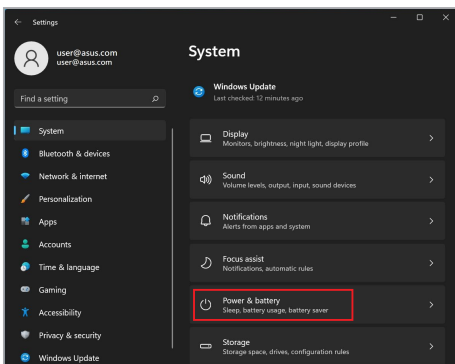 Settings
user@asus.com
user@asus.com
Find a setting
System
Bluetooth & devices
Network & internet
Personalization
Apps
Accounts
Time & language
Gaming
Accessibility
Privacy & security
Windows Update
System
Windows Update
Last checked: 12 minutes ago
Display
Monitors, brightness, night light, display profile
Sound
Volume levels, output, input, sound devices
Notifications
Alerts from apps and system
Focus assist
Notifications, automatic rules
Power & battery
Sleep, battery usage, battery saver
Storage
Storage space, drives, configuration rules